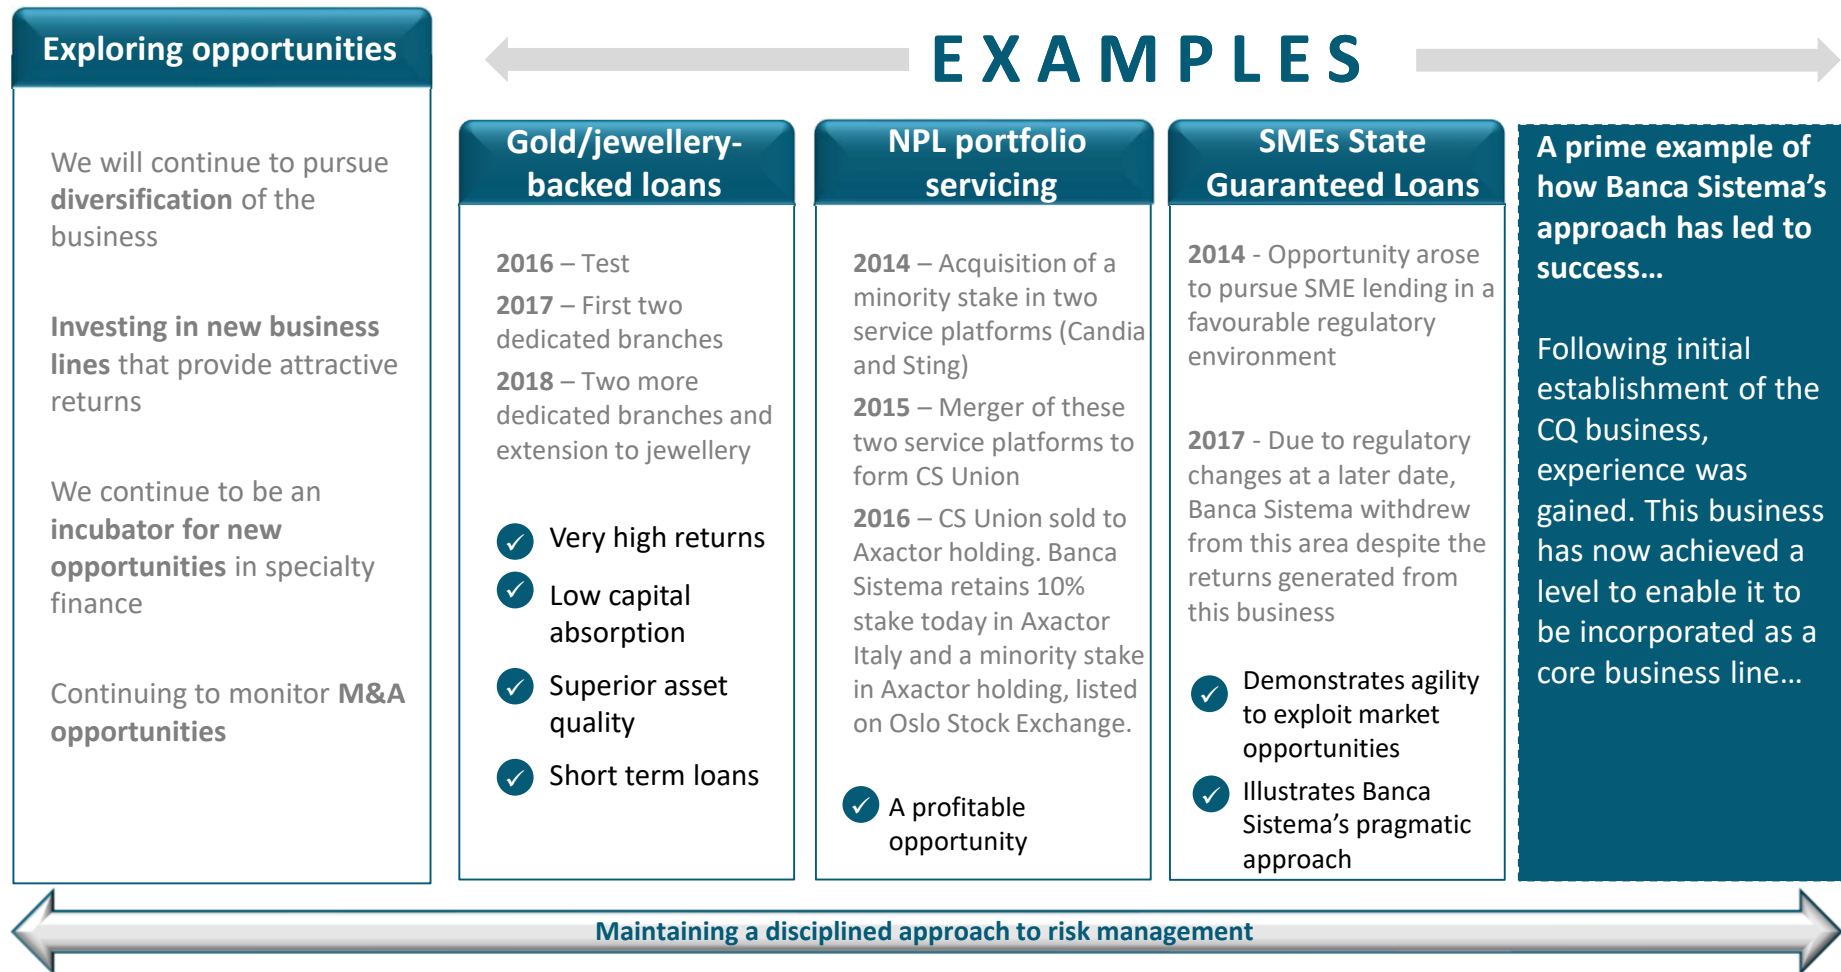 Exploring opportunities
We will continue to pursue
diversification of the
business
Investing in new business
lines that provide attractive
returns
We continue to be an
incubator for new
opportunities in specialty
finance
Continuing to monitor M&A
opportunities
EXAMPLES
Gold/jewellery-
backed loans
2016 – Test
2017 – First two
dedicated branches
2018 – Two more
dedicated branches and
extension to jewellery
Very high returns
Low capital
absorption
Superior asset
quality
Short term loans
NPL portfolio
servicing
2014 – Acquisition of a
minority stake in two
service platforms (Candia
and Sting)
2015 – Merger of these
two service platforms to
form CS Union
2016 – CS Union sold to
Axactor holding. Banca
Sistema retains 10%
stake today in Axactor
Italy and a minority stake
in Axactor holding, listed
on Oslo Stock Exchange.
A profitable
opportunity
SMEs State
Guaranteed Loans
2014 - Opportunity arose
to pursue SME lending in a
favourable regulatory
environment
2017 - Due to regulatory
changes at a later date,
Banca Sistema withdrew
from this area despite the
returns generated from
this business
Demonstrates agility
to exploit market
opportunities
Illustrates Banca
Sistema’s pragmatic
approach
A prime example of
how Banca Sistema’s
approach has led to
success…
Following initial
establishment of the
CQ business,
experience was
gained. This business
has now achieved a
level to enable it to
be incorporated as a
core business line…
Maintaining a disciplined approach to risk management